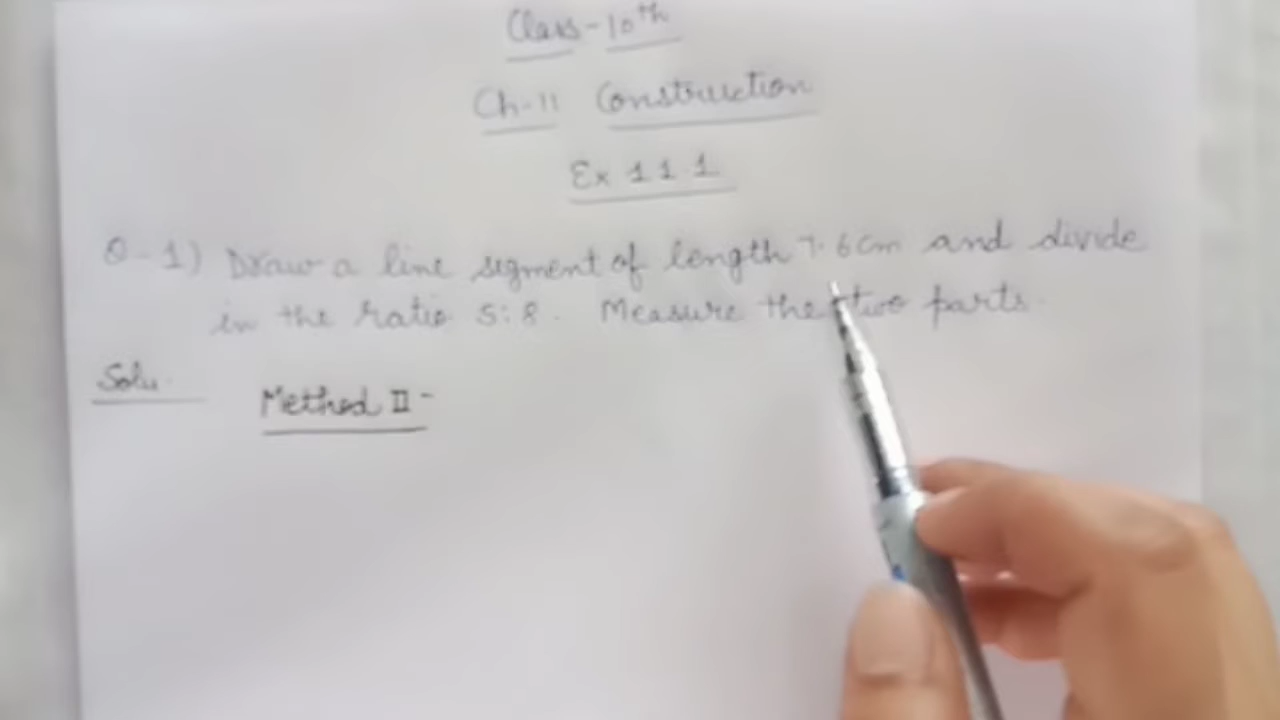 Class-10th
Ch-11 Construction
Ex 11.1
Q-1) Draw a line segment of length 7.6cm and divide
in the ratio 5:8. Measure the two parts.
Solu.
Method II-